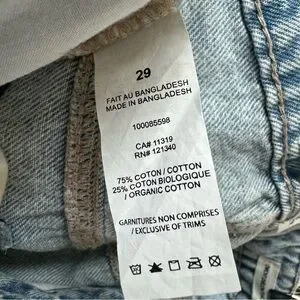 29
FAIT AU BANGLADESH
MADE IN BANGLADESH
100085598
CA# 11319
RN# 121340
75% COTON / COTTON
25% COTON BIOLOGIQUE
/ ORGANIC COTTON
GARNITURES NON COMPRISES
/ EXCLUSIVE OF TRIMS